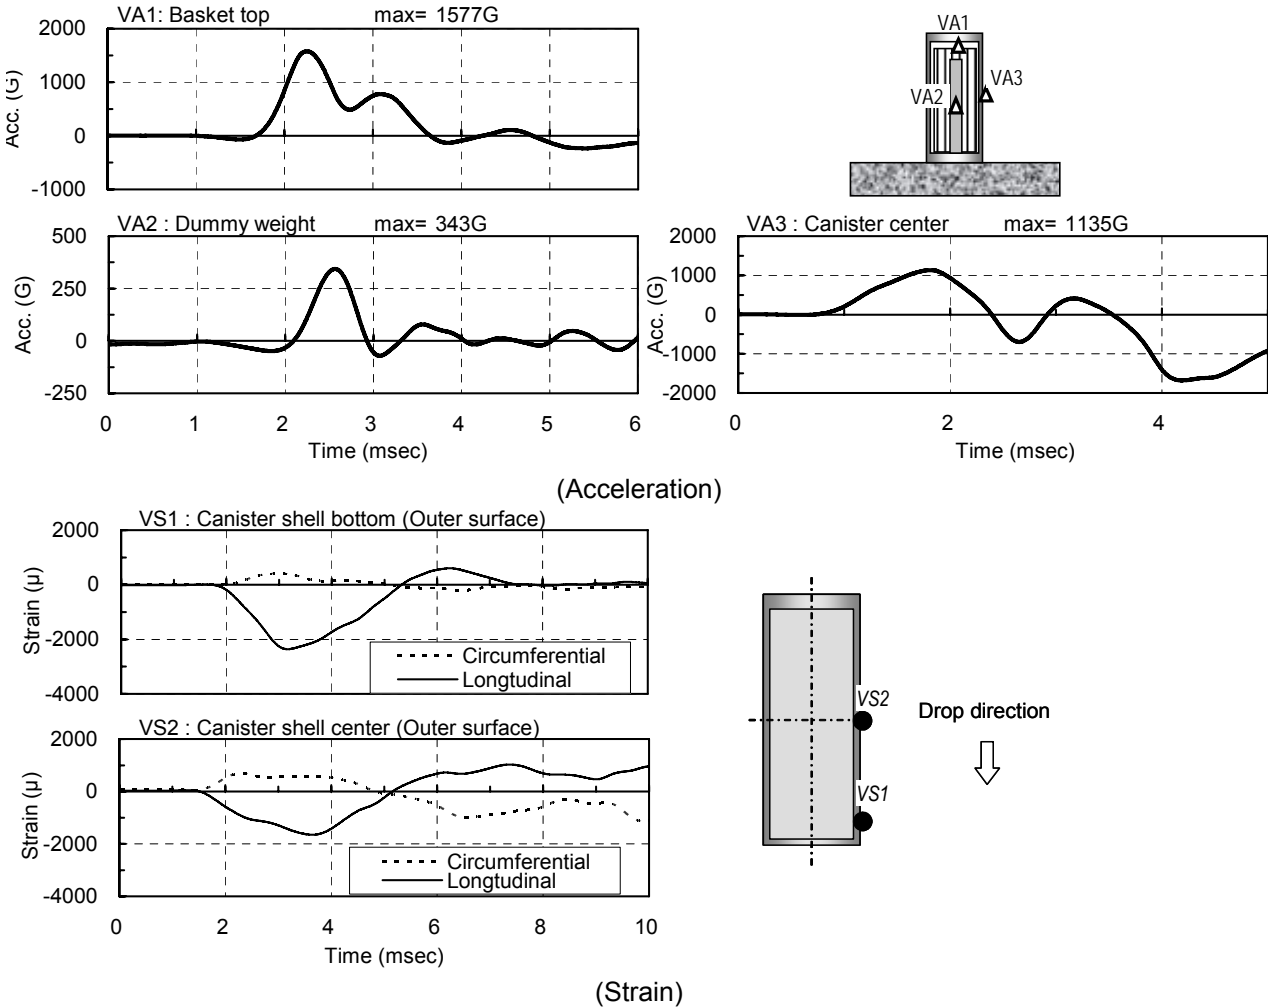 VA1: Basket top max= 1577G
2000
1000
0
-1000
Acc. (G)
VA1
VA2
VA3
VA2 : Dummy weight max= 343G
500
250
0
-250
Acc. (G)
0 1 2 3 4 5 6
Time (msec)
VA3 : Canister center max= 1135G
2000
1000
0
-1000
-2000
Acc. (G)
0 2 4
Time (msec)
(Acceleration)
VS1 : Canister shell bottom (Outer surface)
2000
0
-2000
-4000
Strain (µ)
Circumferential
Longtudinal
VS2 : Canister shell center (Outer surface)
2000
0
-2000
-4000
Strain (µ)
Circumferential
Longtudinal
0 2 4 6 8 10
Time (msec)
VS2
VS1
Drop direction
(Strain)